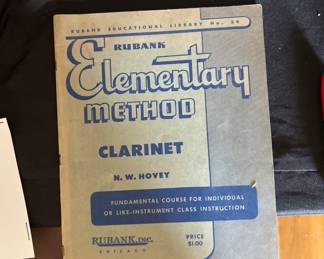 RUBANK EDUCATIONAL LIBRARY No. 34
RUBANK
Elementary
METHOD
CLARINET
N. W. HOVEY
FUNDAMENTAL COURSE FOR INDIVIDUAL
OR LIKE-INSTRUMENT CLASS INSTRUCTION
RUBANK, INC.
CHICAGO
PRICE
$1.00